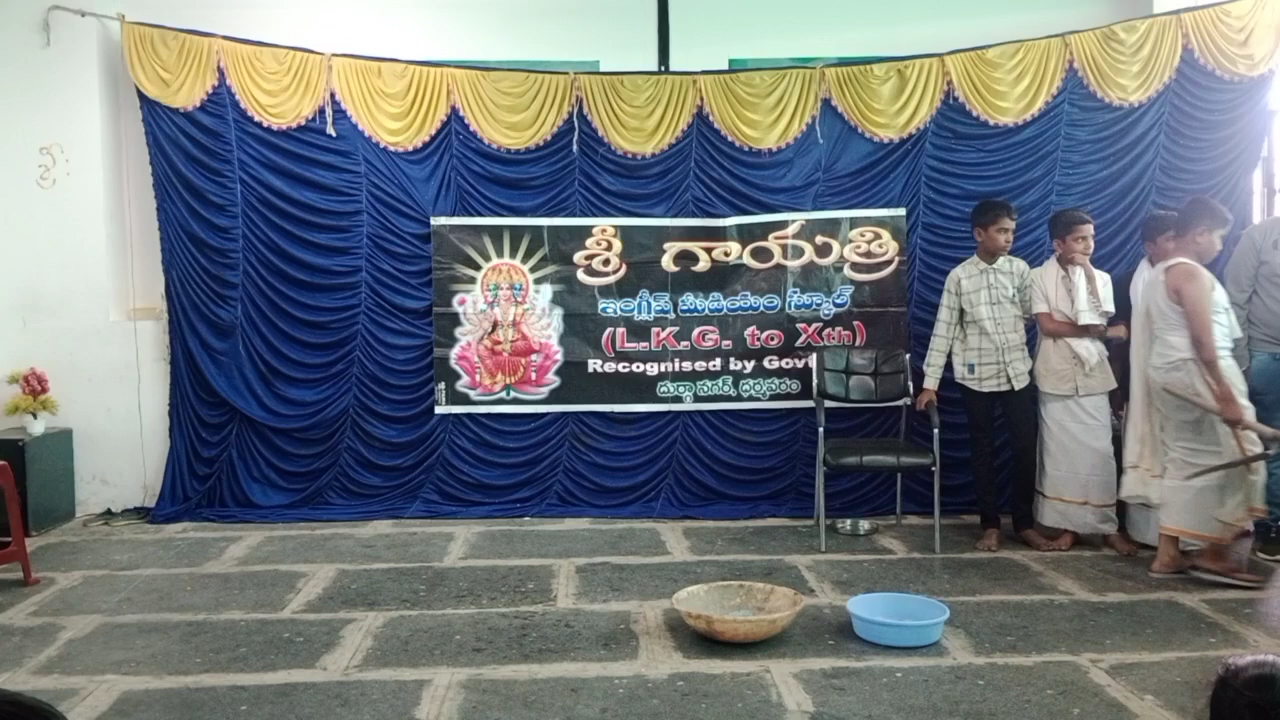 శ్రీ
శ్రీ గాయత్రి
ఇంగ్లీష్ మీడియం స్కూల్
(L.K.G. to Xth)
Recognised by Govt
దుర్గా నగర్, ధర్మవరం